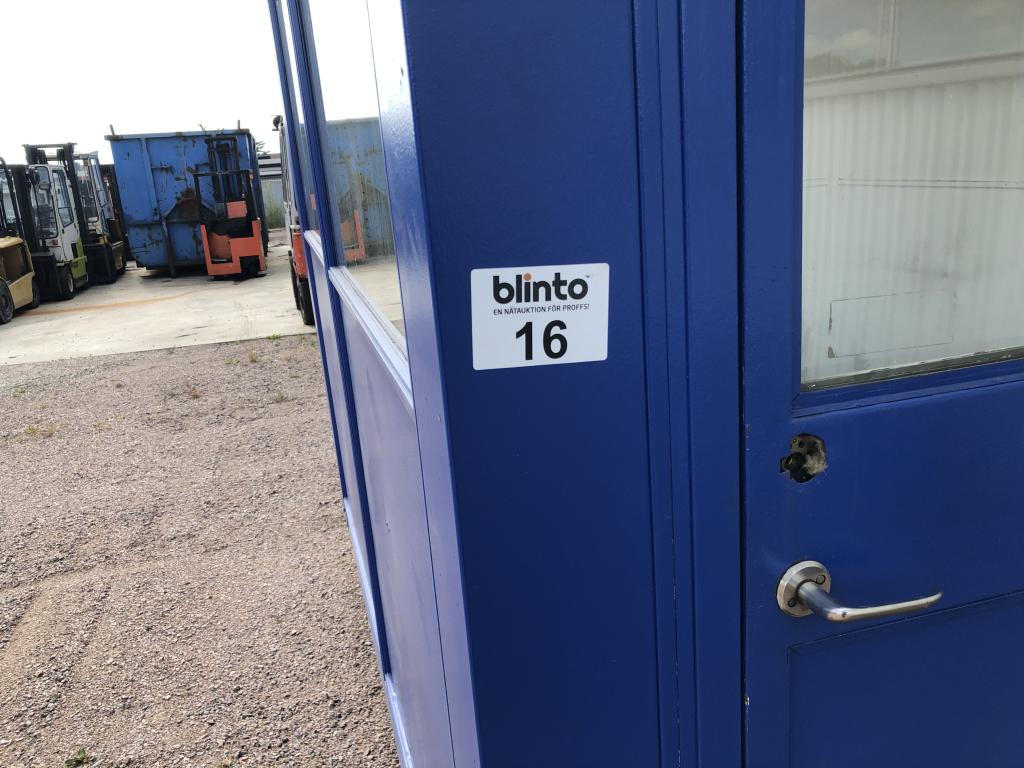 blinto
EN NÄTAUKTION FÖR PROFFS!
16